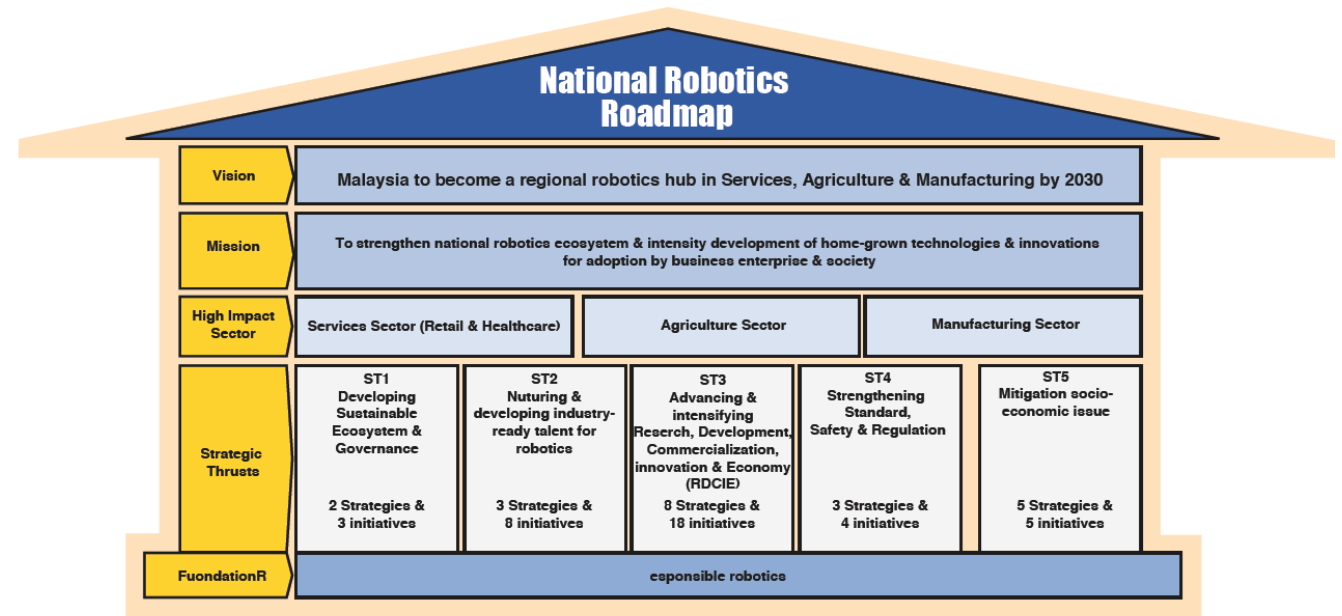 National Robotics
Roadmap
Vision
Malaysia to become a regional robotics hub in Services, Agriculture & Manufacturing by 2030
Mission
To strengthen national robotics ecosystem & intensity development of home-grown technologies & innovations
for adoption by business enterprise & society
High Impact
Sector
Services Sector (Retail & Healthcare)
Agriculture Sector
Manufacturing Sector
Strategic
Thrusts
ST1
Developing
Sustainable
Ecosystem &
Governance
2 Strategies &
3 initiatives
ST2
Nuturing &
developing industry-
ready talent for
robotics
3 Strategies &
8 initiatives
ST3
Advancing &
intensifying
Reserch, Development,
Commercialization,
innovation & Economy
(RDCIE)
8 Strategies &
18 initiatives
ST4
Strengthening
Standard,
Safety & Regulation
3 Strategies &
4 initiatives
ST5
Mitigation socio-
economic issue
5 Strategies &
5 initiatives
FuondationR
esponsible robotics